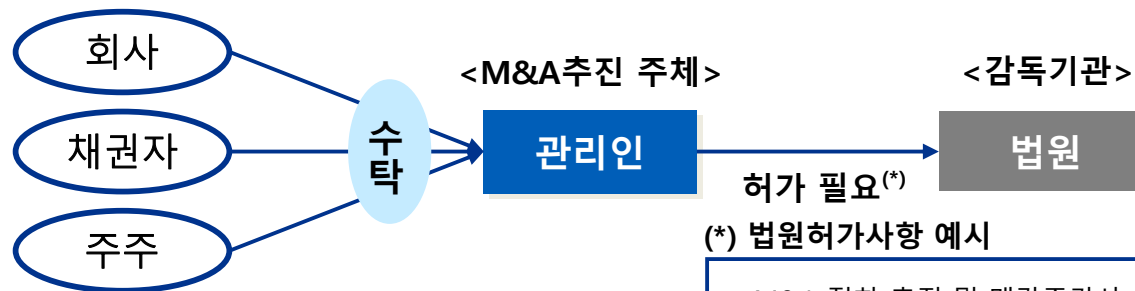 회사
채권자
주주
수탁
<M&A추진 주체>
관리인
허가 필요(*)
<감독기관>
법원
(*) 법원허가사항 예시